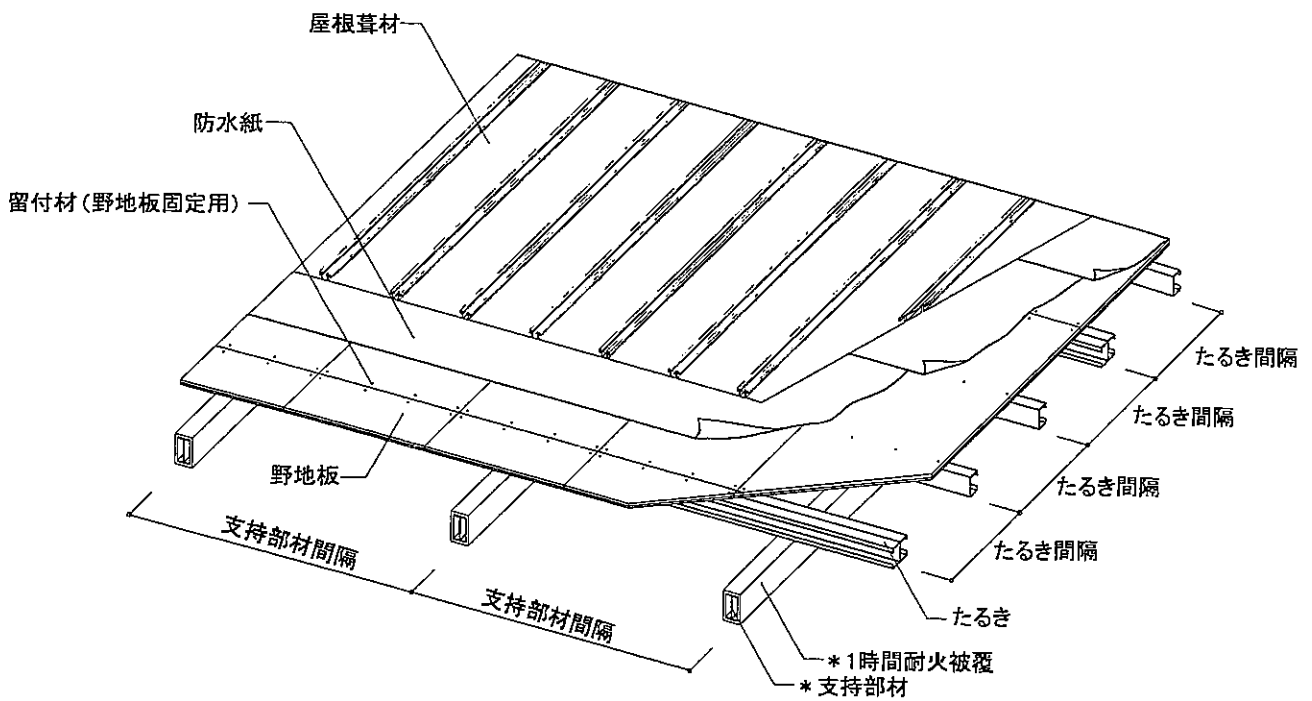 屋根葺材
防水紙
留付材(野地板固定用)
野地板
支持部材間隔
支持部材間隔
たるき間隔
たるき間隔
たるき間隔
たるき間隔
たるき
*1時間耐火被覆
*支持部材